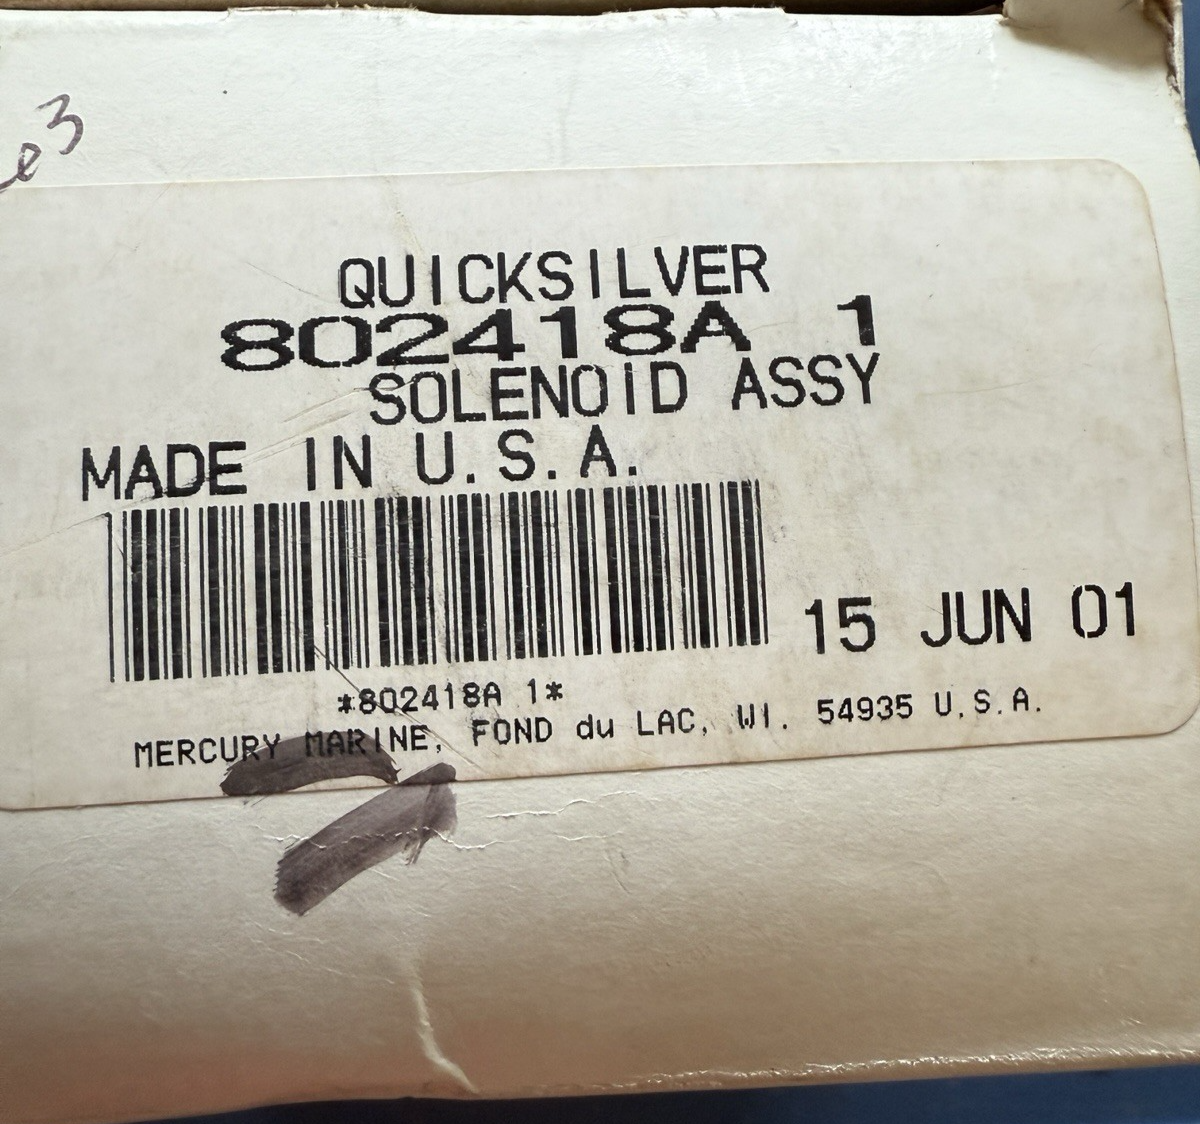 QUICKSILVER
802418A 1
SOLENOID ASSY
MADE IN U.S.A.
15 JUN 01
*802418A 1*
MERCURY MARINE, FOND du LAC, WI. 54935 U.S.A.